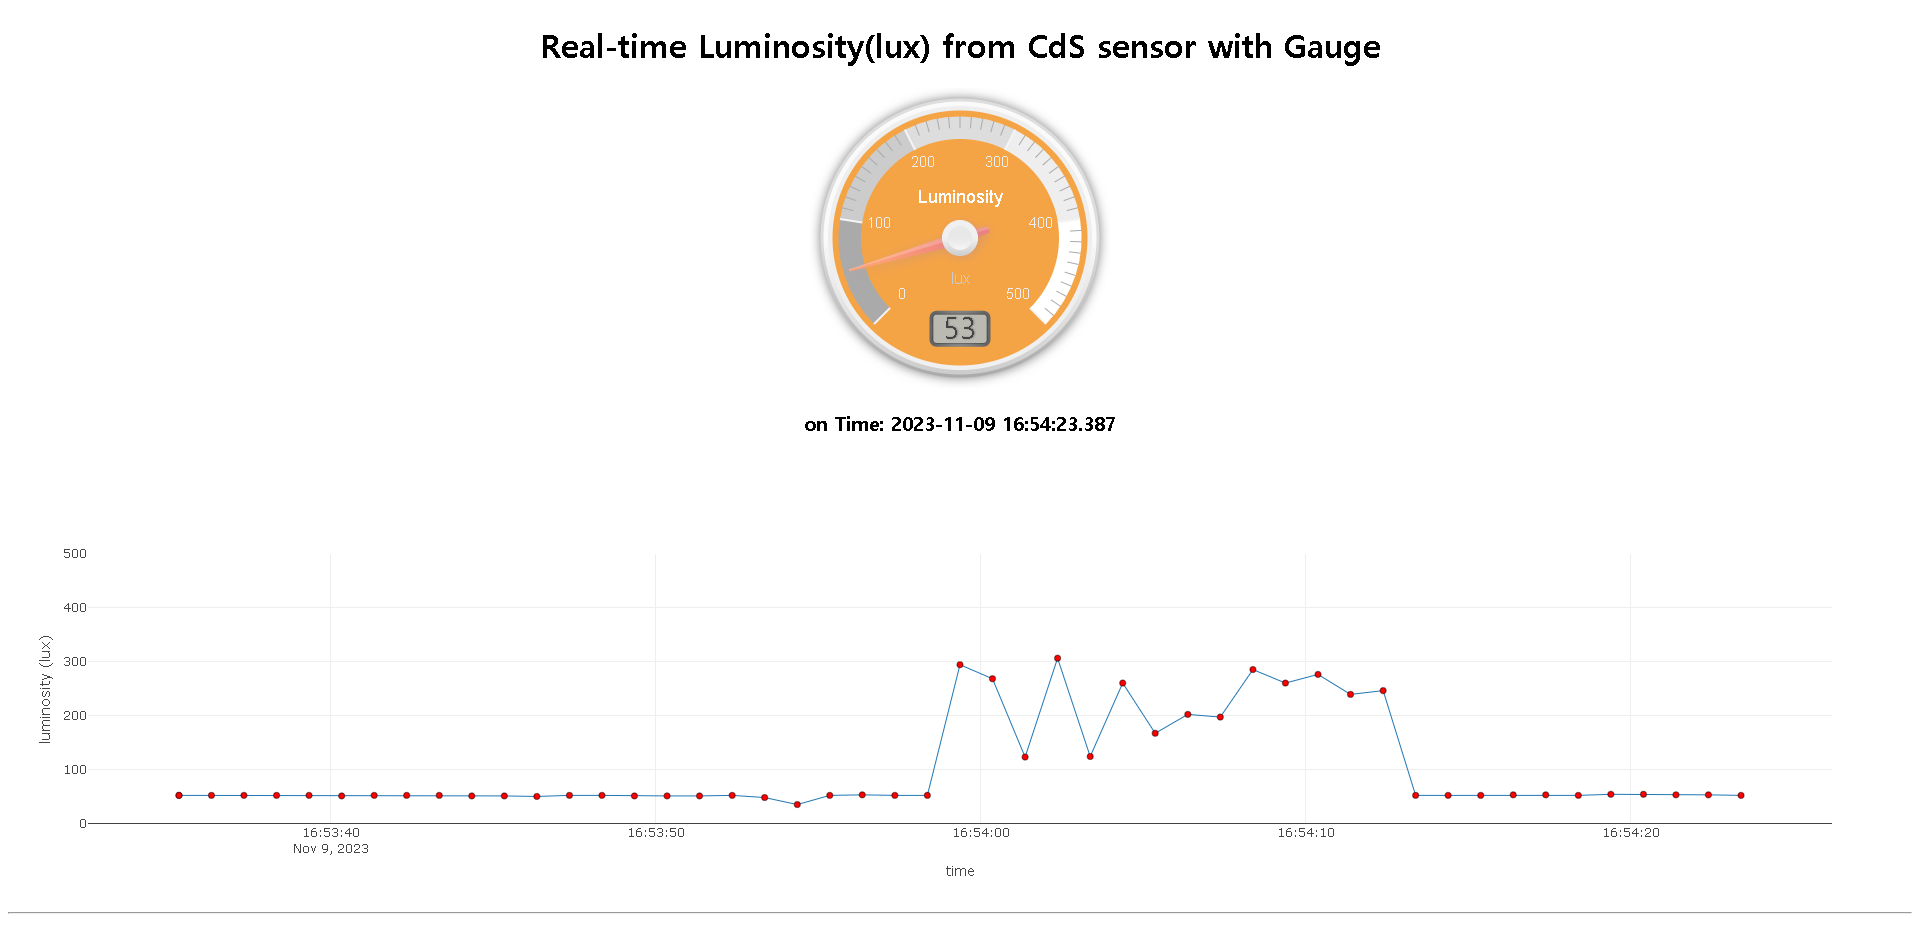 Real-time Luminosity(lux) from CdS sensor with Gauge
200 300
Luminosity
100 400
lux
0 500
53
on Time: 2023-11-09 16:54:23.387
500
400
300
200
100
0
luminosity (lux)
16:53:40 16:53:50 16:54:00 16:54:10 16:54:20
Nov 9, 2023
time